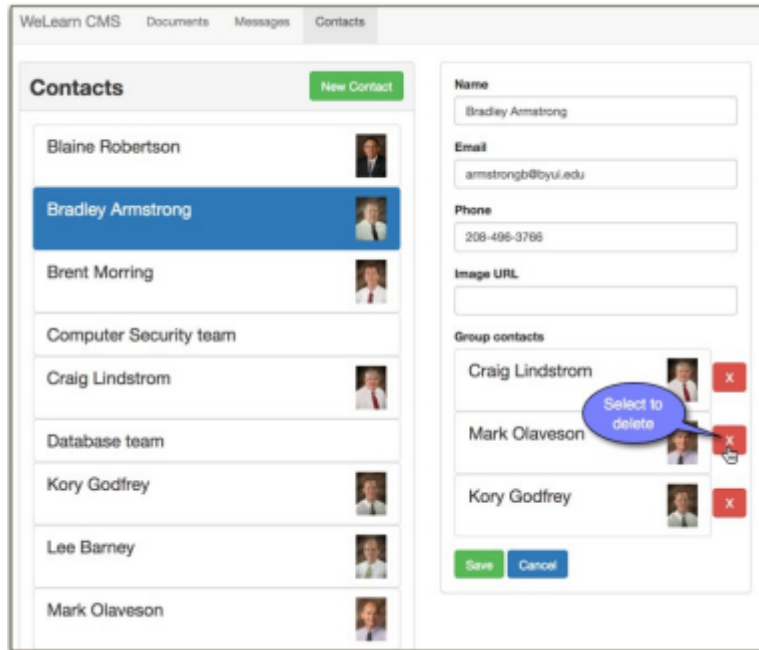 WeLearn CMS Documents Messages Contacts
Contacts
New Contact
Blaine Robertson
Bradley Armstrong
Brent Morring
Computer Security team
Craig Lindstrom
Database team
Kory Godfrey
Lee Barney
Mark Olaveson
Name
Bradley Armstrong
Email
armstrongb@byui.edu
Phone
208-496-3766
Image URL
Group contacts
Craig Lindstrom
X
Select to
delete
Mark Olaveson
X
Kory Godfrey
X
Save Cancel